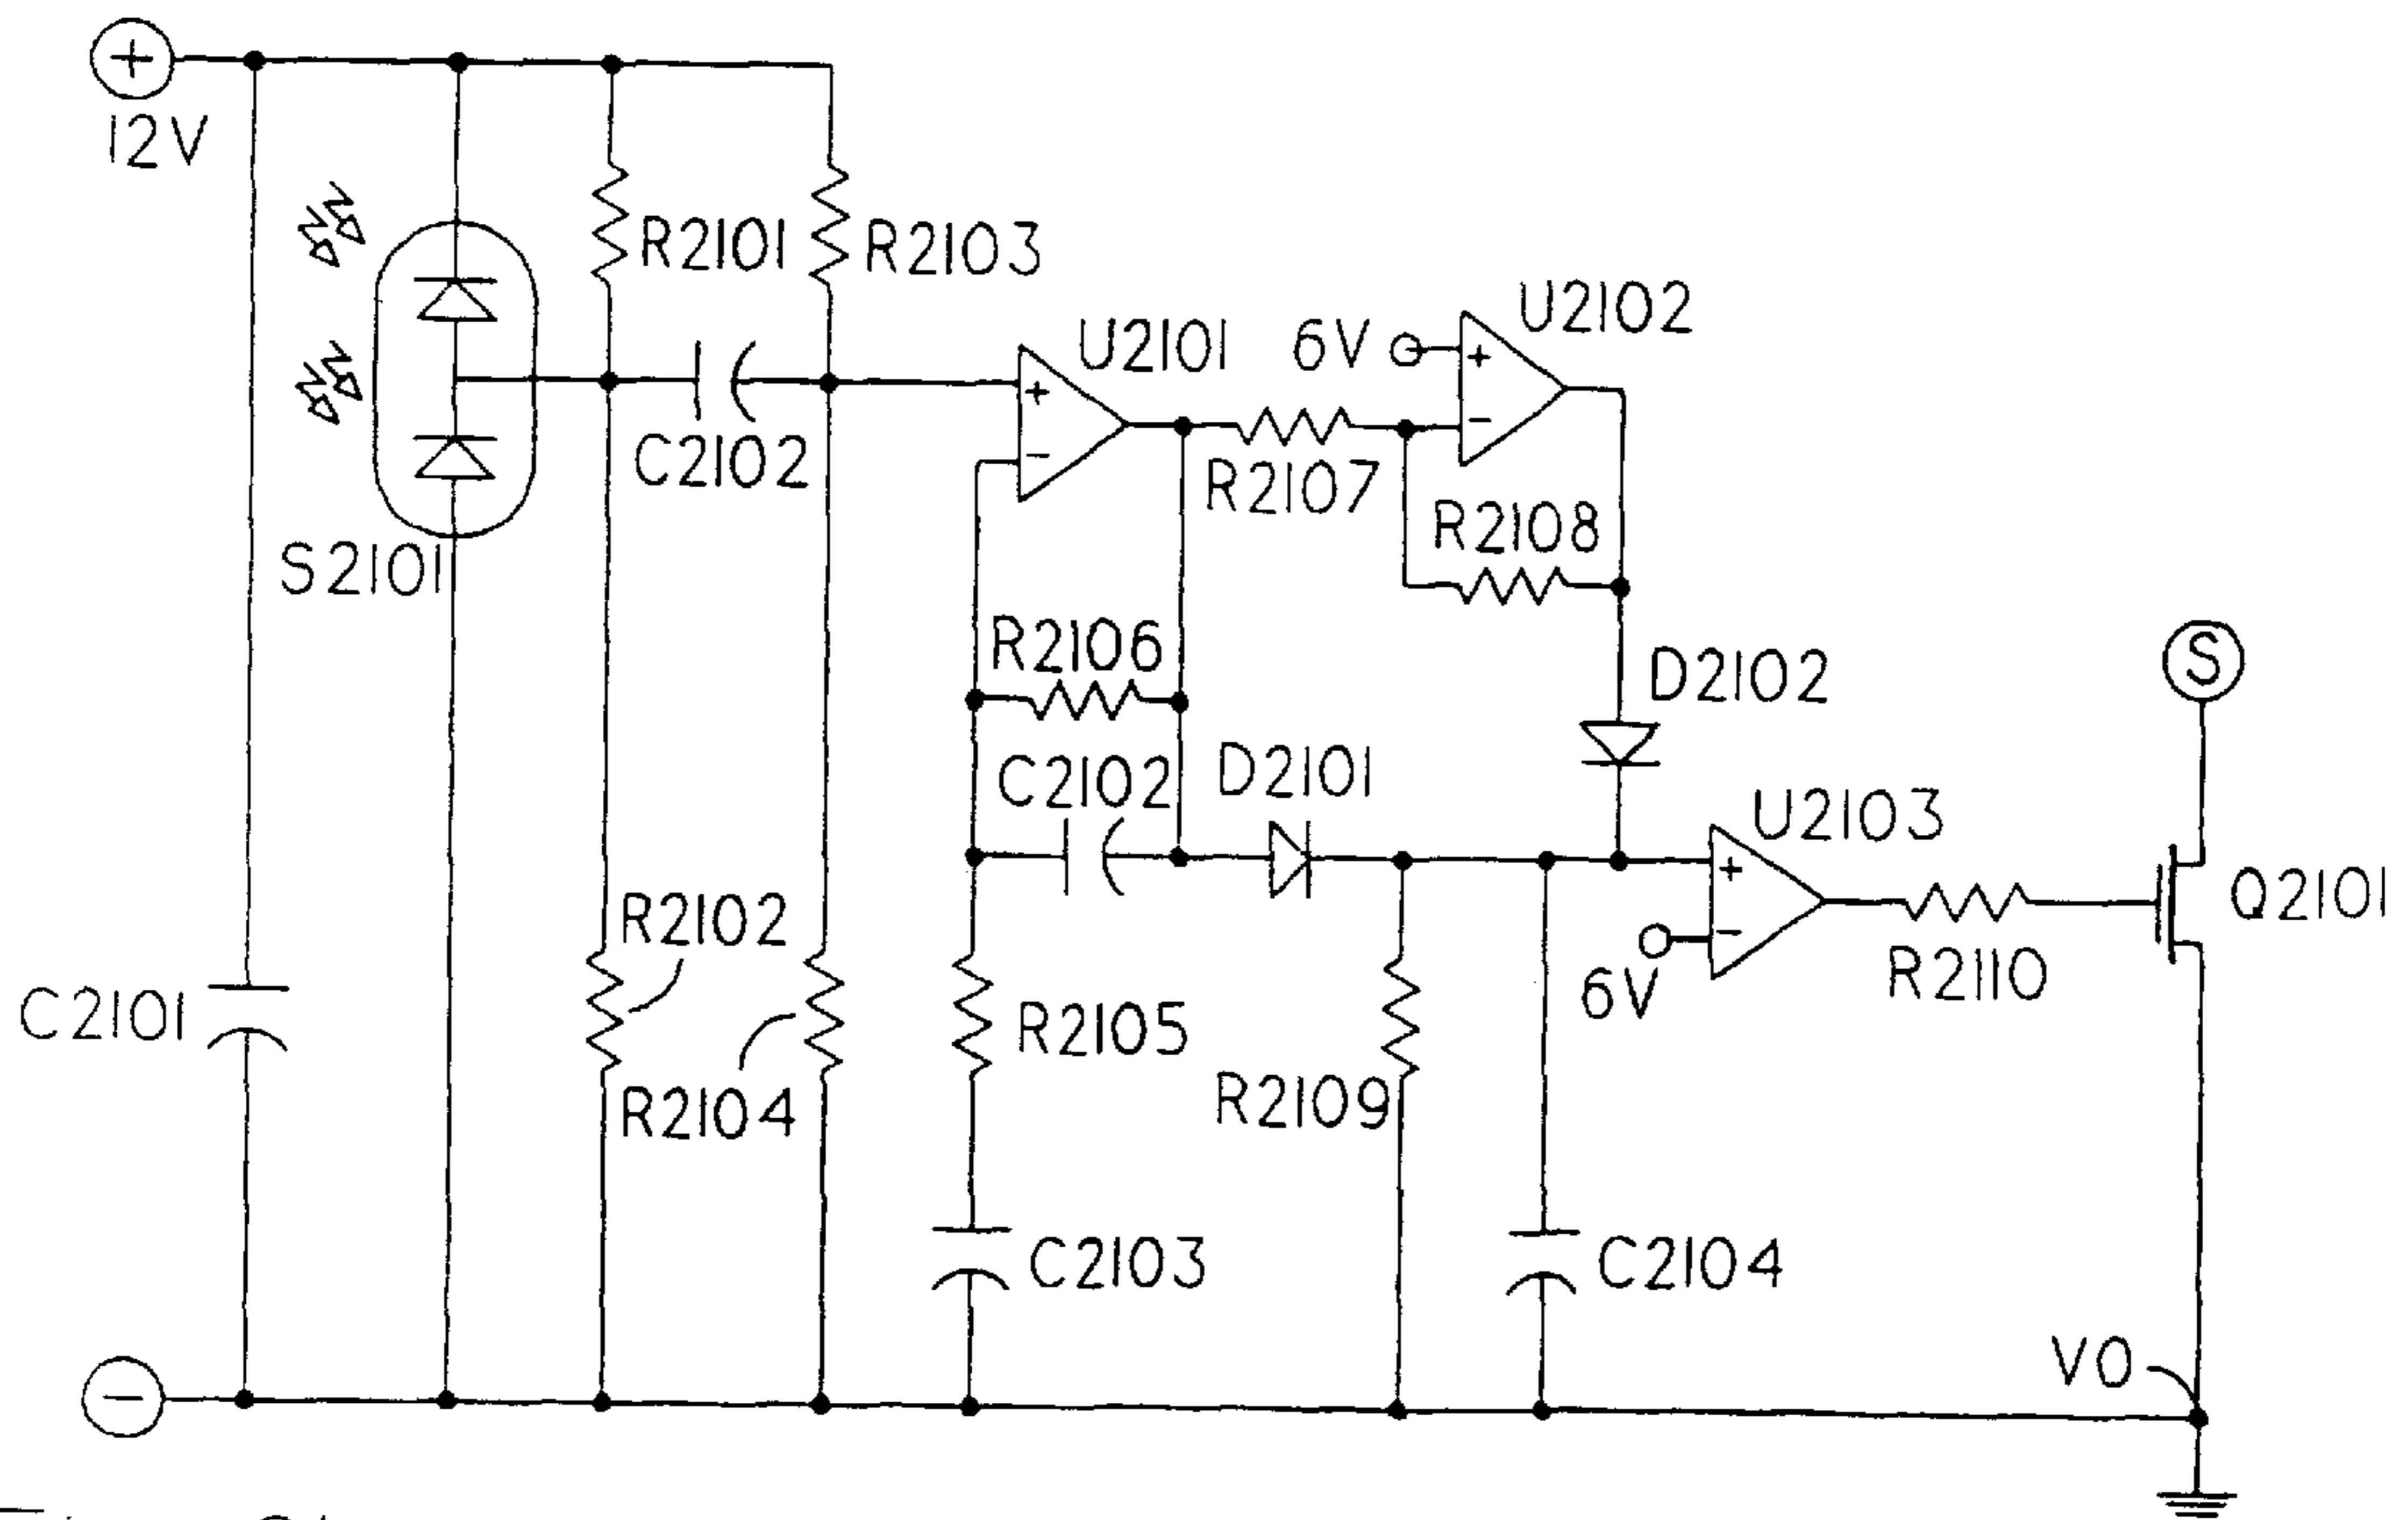 +
12V
R2101
R2103
U2101
6V
+
-
U2102
+
-
C2102
R2107
R2108
S2101
R2106
D2102
S
C2102
D2101
U2103
+
-
6V
R2110
Q2101
R2102
C2101
R2105
R2104
R2109
C2103
C2104
V0
-